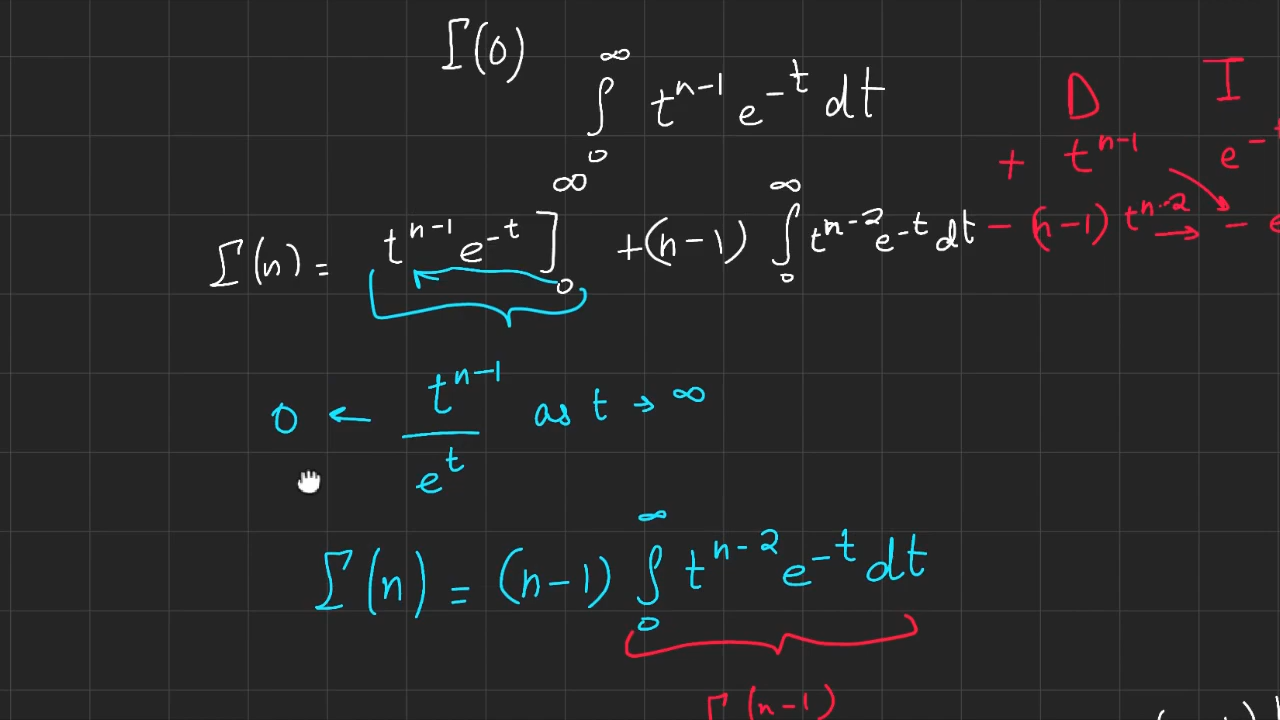 Γ(0)
∫₀^∞ t^{n-1} e^{-t} dt
D I
+ t^{n-1} e^{-t}
Γ(n) = t^{n-1} e^{-t} ]₀^∞ + (n-1) ∫₀^∞ t^{n-2} e^{-t} dt
- (n-1) t^{n-2} → - e
0 ← t^{n-1} / e^t as t → ∞
Γ(n) = (n-1) ∫₀^∞ t^{n-2} e^{-t} dt
Γ(n-1)